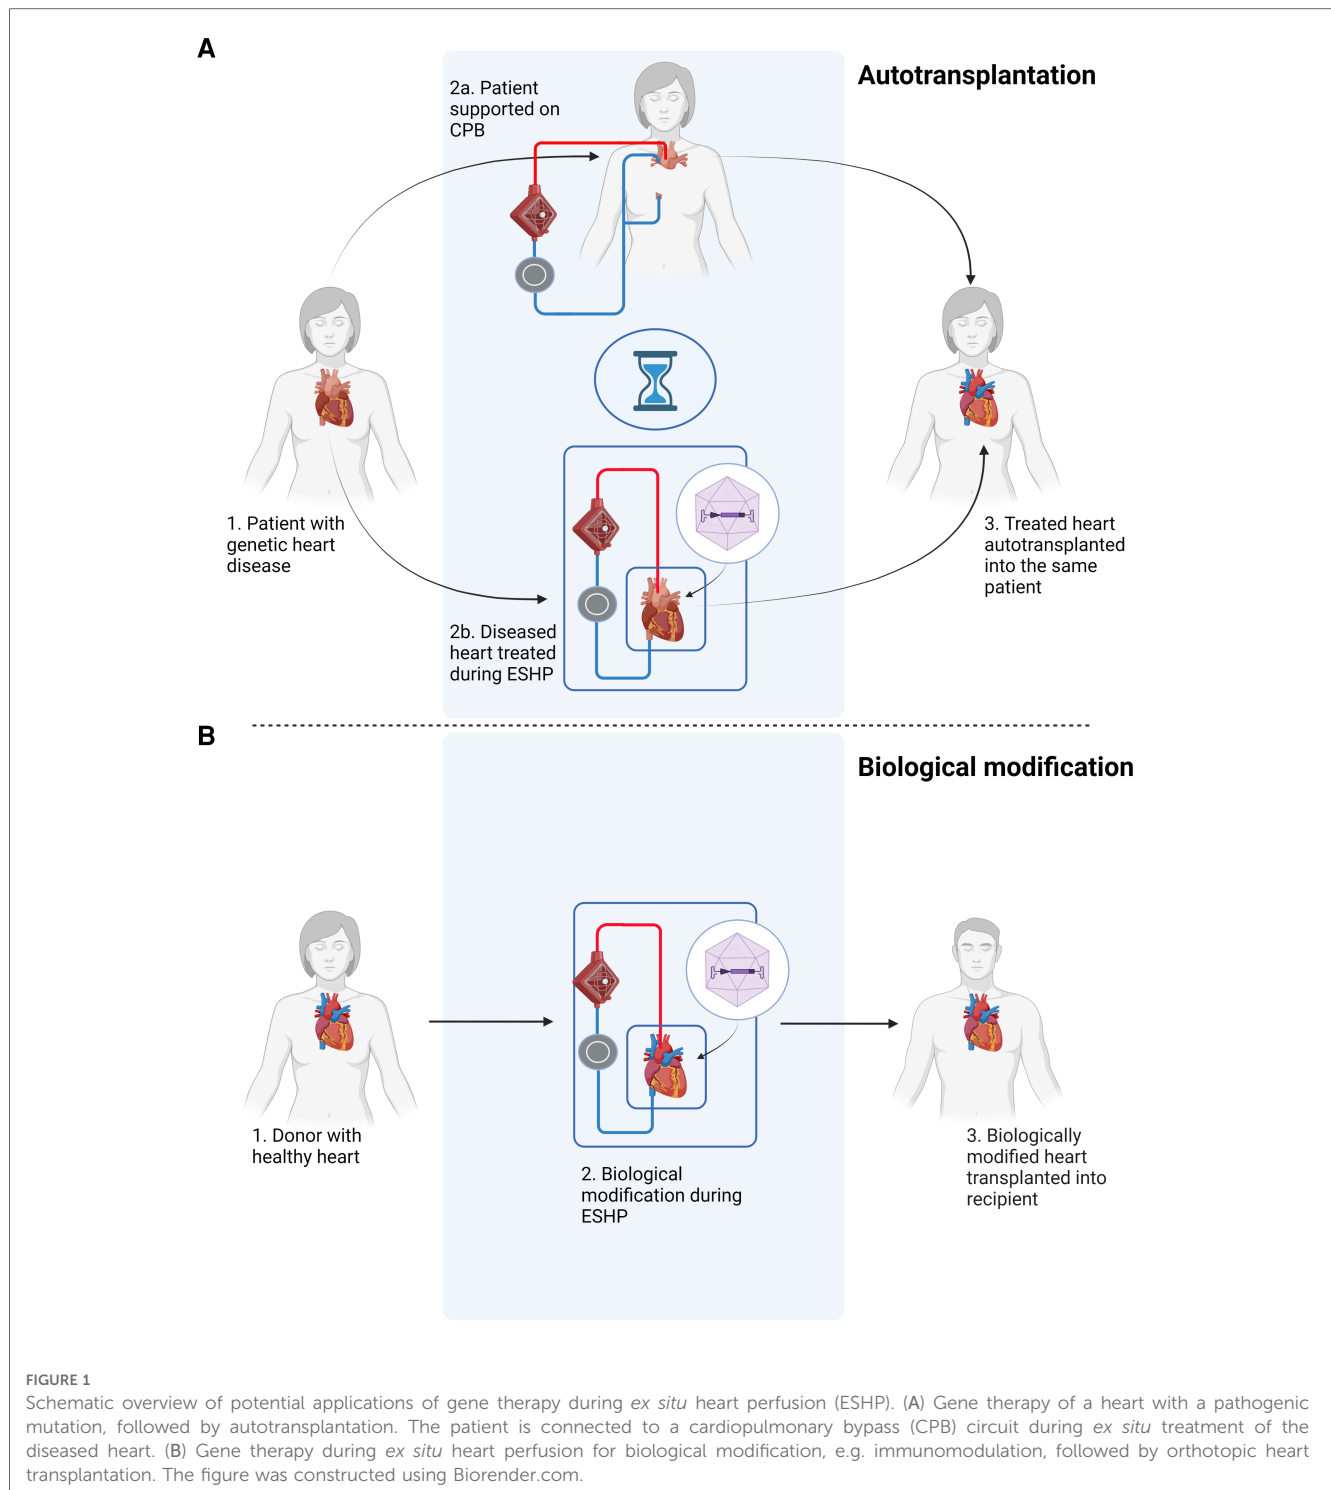 A
Autotransplantation
2a. Patient
supported on
CPB
1. Patient with
genetic heart
disease
3. Treated heart
autotransplanted
into the same
patient
2b. Diseased
heart treated
during ESHP
B
Biological modification
1. Donor with
healthy heart
2. Biological
modification during
ESHP
3. Biologically
modified heart
transplanted into
recipient
FIGURE 1
Schematic overview of potential applications of gene therapy during ex situ heart perfusion (ESHP). (A) Gene therapy of a heart with a pathogenic
mutation, followed by autotransplantation. The patient is connected to a cardiopulmonary bypass (CPB) circuit during ex situ treatment of the
diseased heart. (B) Gene therapy during ex situ heart perfusion for biological modification, e.g. immunomodulation, followed by orthotopic heart
transplantation. The figure was constructed using Biorender.com.